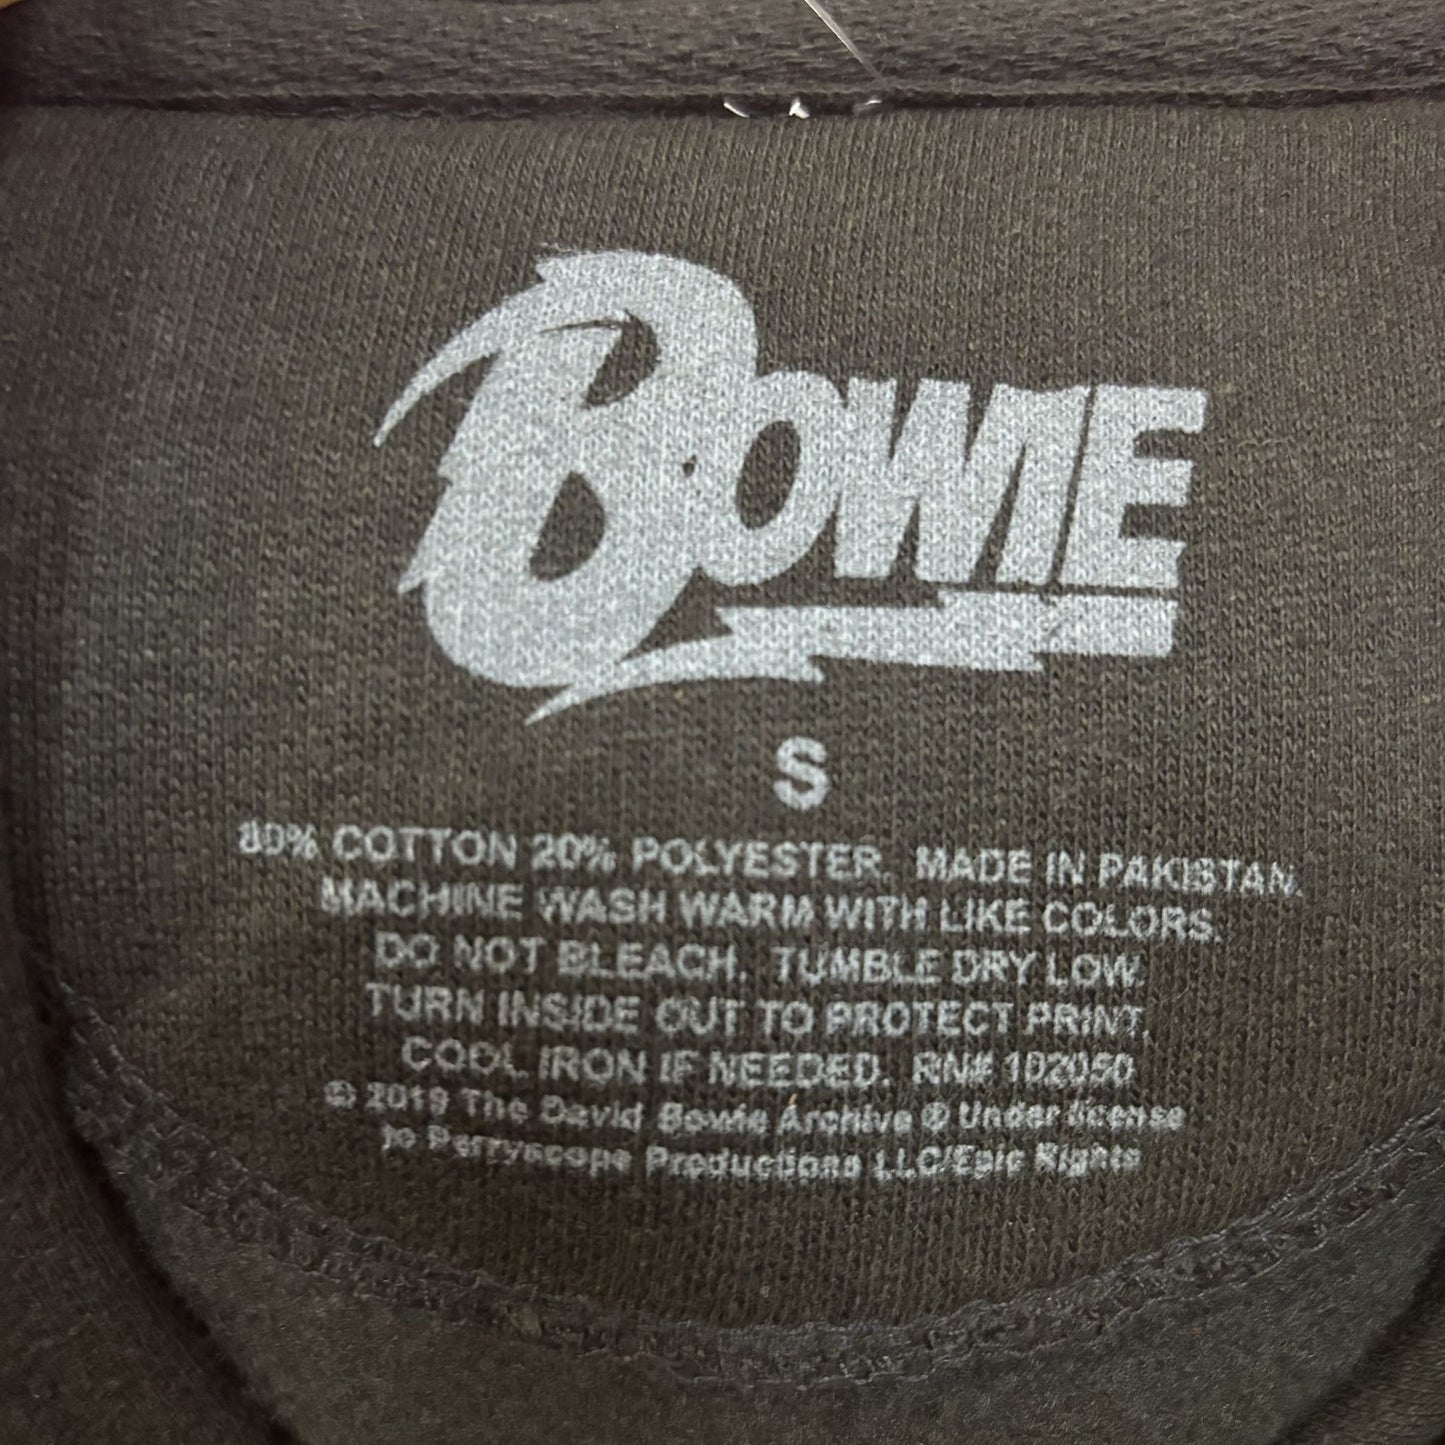 BOWIE
S
80% COTTON 20% POLYESTER. MADE IN PAKISTAN.
MACHINE WASH WARM WITH LIKE COLORS.
DO NOT BLEACH. TUMBLE DRY LOW.
TURN INSIDE OUT TO PROTECT PRINT.
COOL IRON IF NEEDED. RN# 102050
© 2019 The David Bowie Archive ® Under license
to Perryscope Productions LLC/Epic Rights